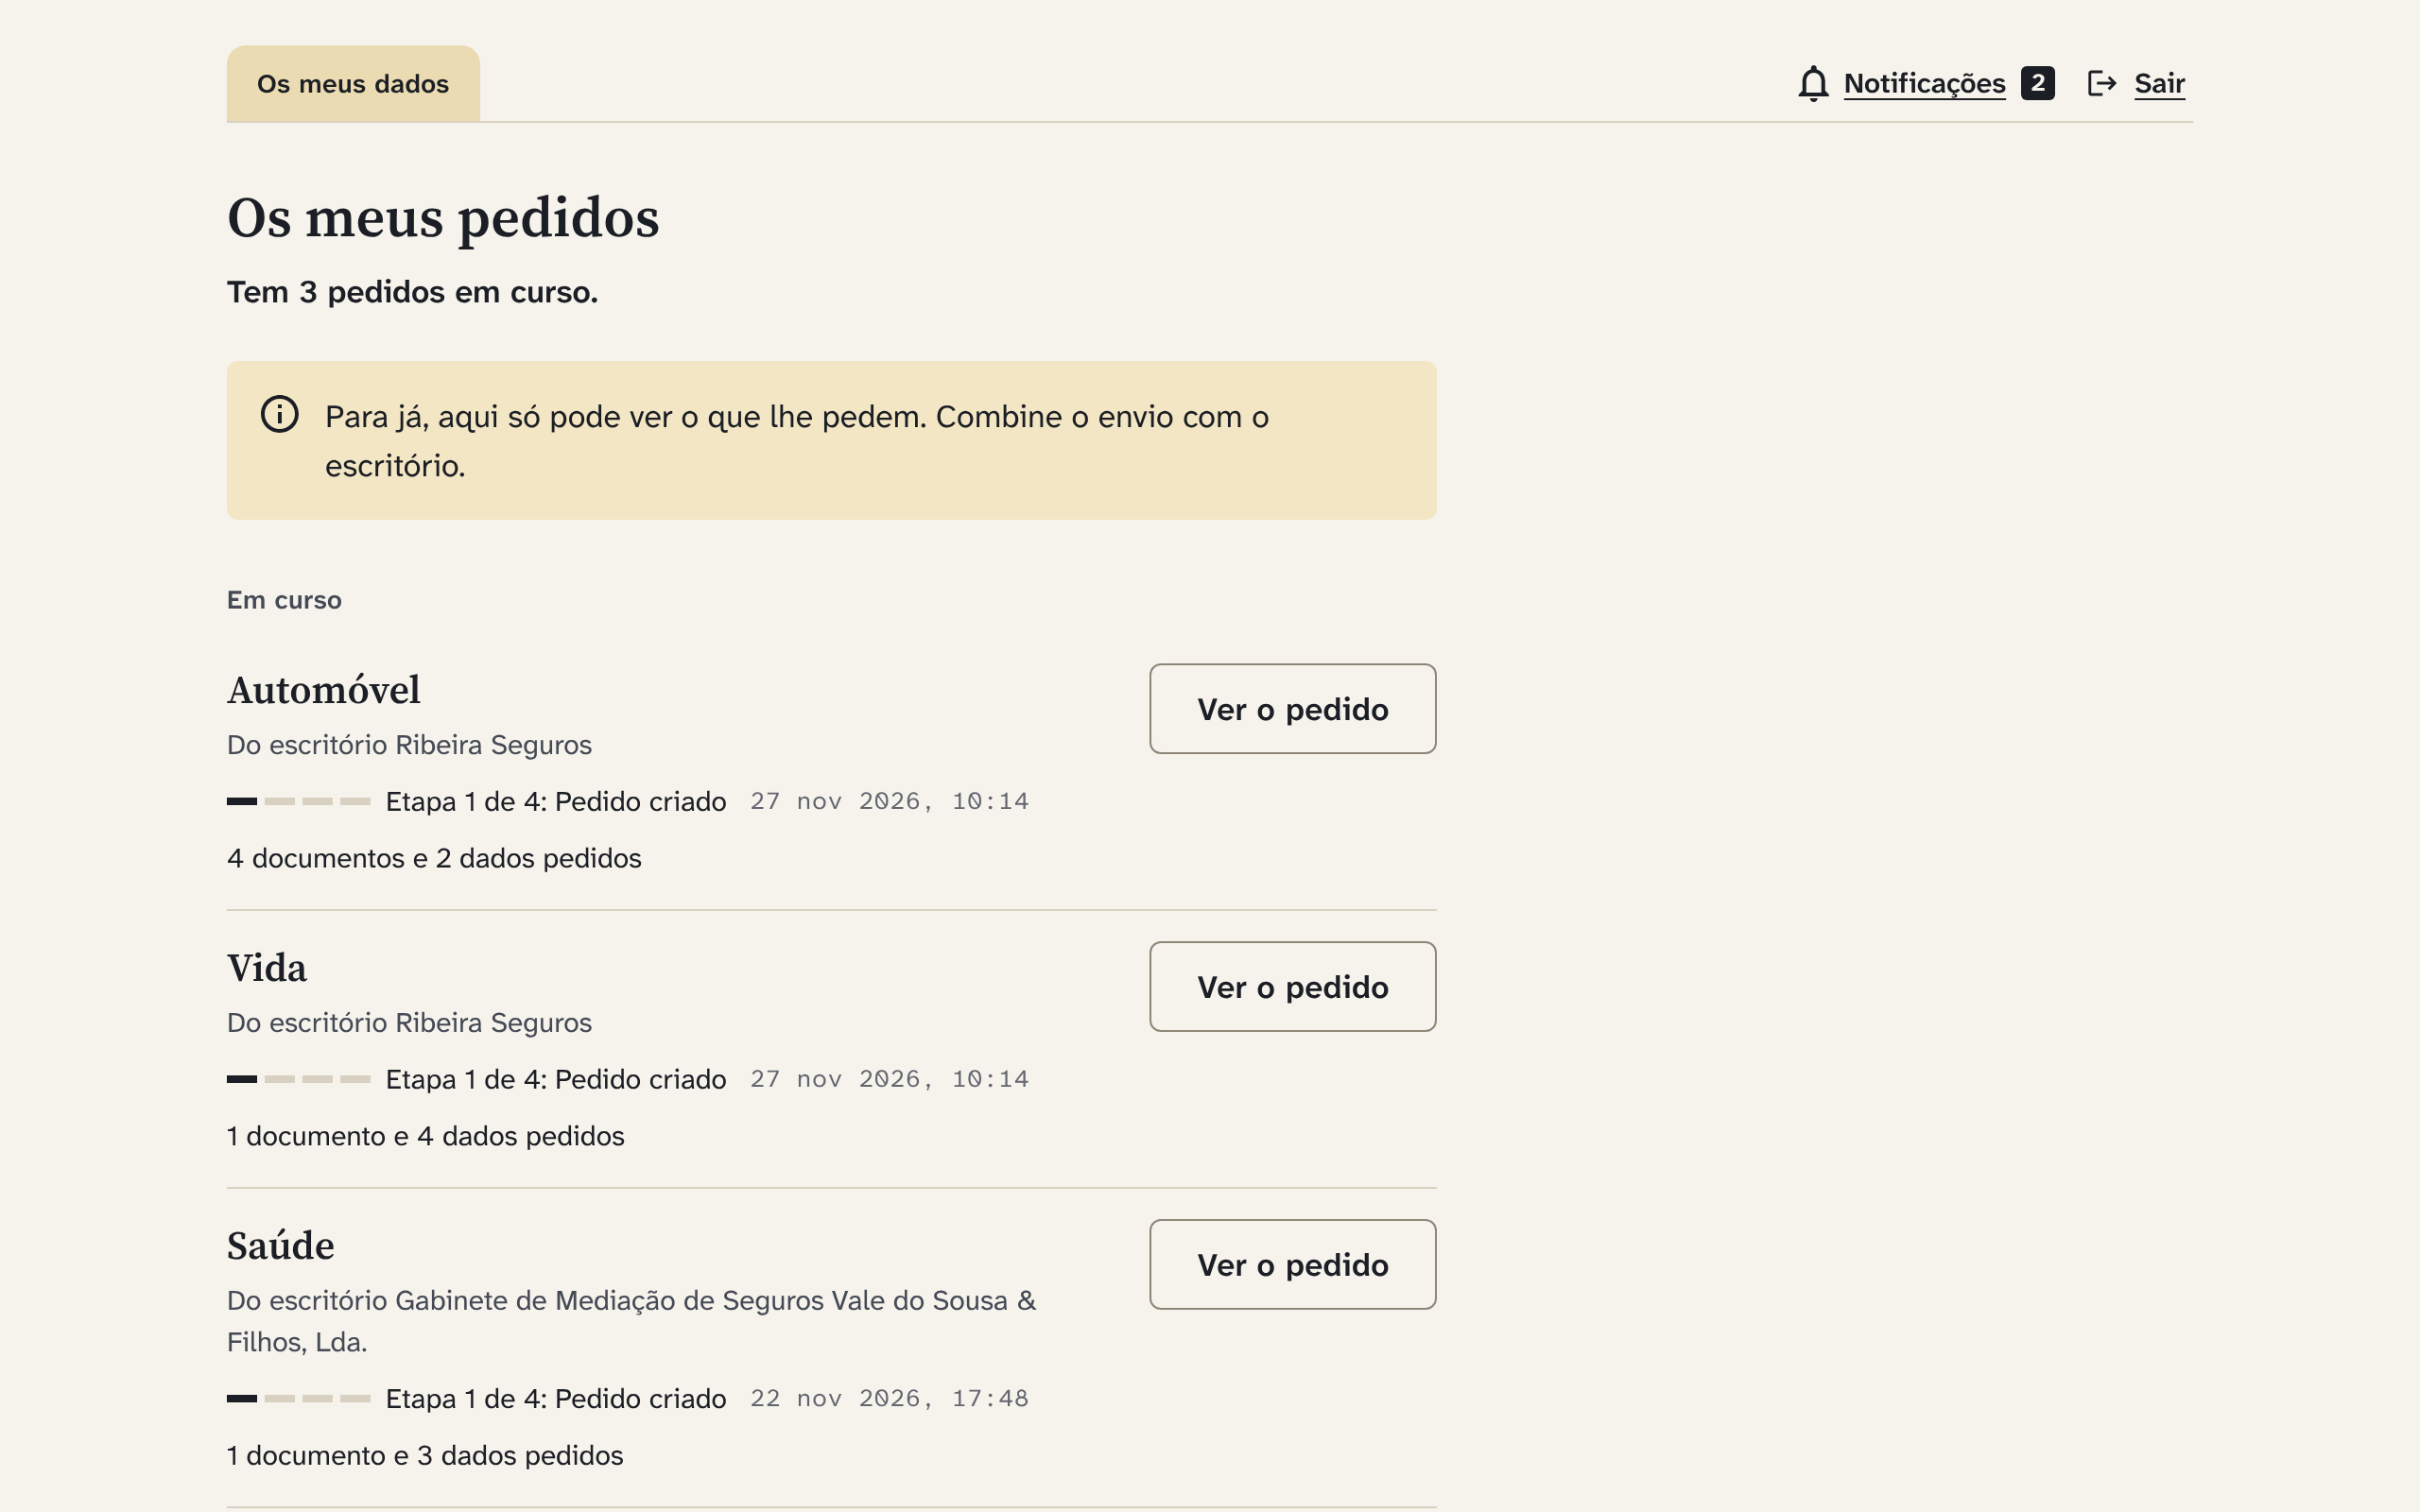 Os meus dados
Notificações 2 Sair
Os meus pedidos
Tem 3 pedidos em curso.
Para já, aqui só pode ver o que lhe pedem. Combine o envio com o
escritório.
Em curso
Automóvel
Ver o pedido
Do escritório Ribeira Seguros
Etapa 1 de 4: Pedido criado 27 nov 2026, 10:14
4 documentos e 2 dados pedidos
Vida
Ver o pedido
Do escritório Ribeira Seguros
Etapa 1 de 4: Pedido criado 27 nov 2026, 10:14
1 documento e 4 dados pedidos
Saúde
Ver o pedido
Do escritório Gabinete de Mediação de Seguros Vale do Sousa &
Filhos, Lda.
Etapa 1 de 4: Pedido criado 22 nov 2026, 17:48
1 documento e 3 dados pedidos